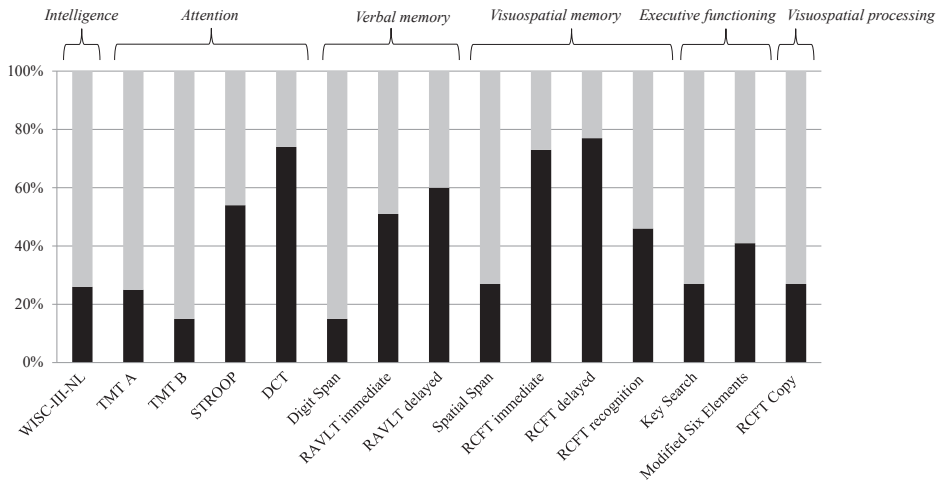 Intelligence Attention Verbal memory Visuospatial memory Executive functioning Visuospatial processing
100%
80%
60%
40%
20%
0%
WISC-III-NL
TMT A
TMT B
STROOP
DCT
Digit Span
RAVLT immediate
RAVLT delayed
Spatial Span
RCFT immediate
RCFT delayed
RCFT recognition
Key Search
Modified Six Elements
RCFT Copy